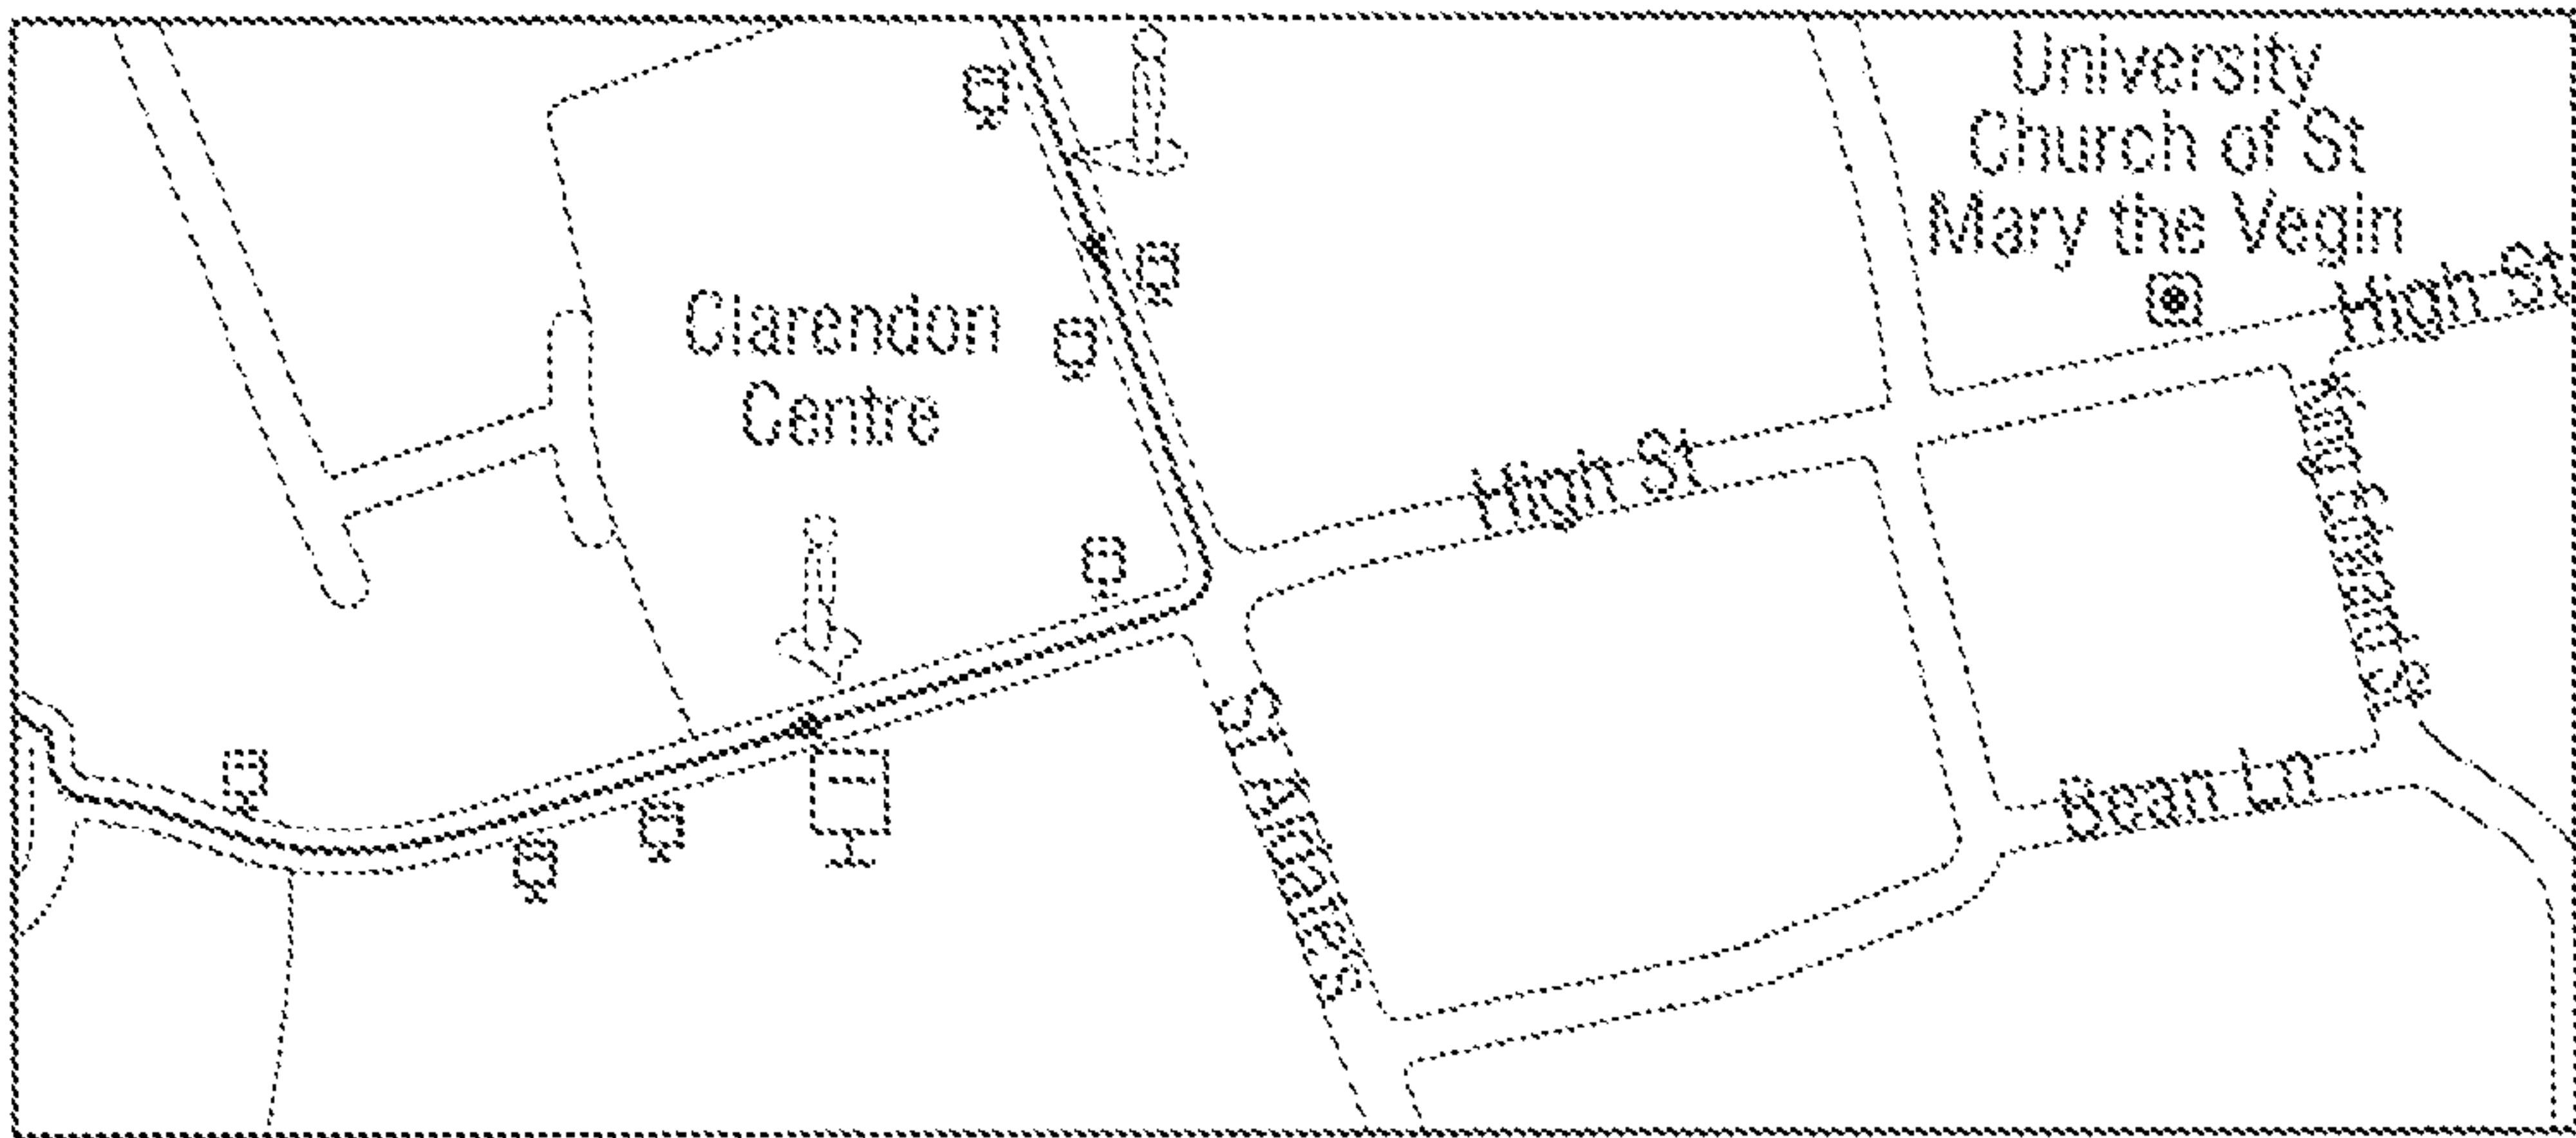 University
Church of St
Mary the Vegin
High St
Clarendon
Centre
High St
King Edward St
St Aldates
Bean Ln